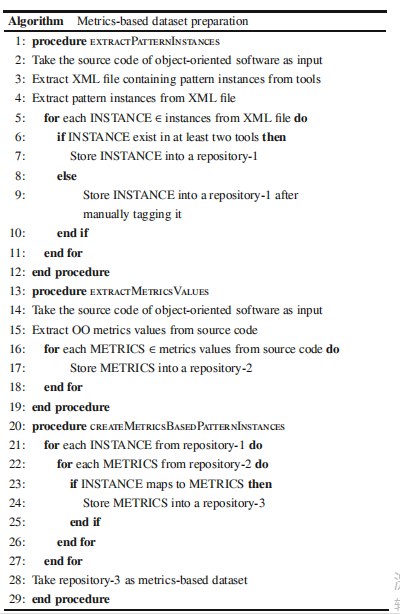 Algorithm Metrics-based dataset preparation
1: procedure EXTRACTPATTERNINSTANCES
2: Take the source code of object-oriented software as input
3: Extract XML file containing pattern instances from tools
4: Extract pattern instances from XML file
5: for each INSTANCE ∈ instances from XML file do
6: if INSTANCE exist in at least two tools then
7: Store INSTANCE into a repository-1
8: else
9: Store INSTANCE into a repository-1 after
manually tagging it
10: end if
11: end for
12: end procedure
13: procedure EXTRACTMETRICSVALUES
14: Take the source code of object-oriented software as input
15: Extract OO metrics values from source code
16: for each METRICS ∈ metrics values from source code do
17: Store METRICS into a repository-2
18: end for
19: end procedure
20: procedure CREATEMETRICSBASEDPATTERNINSTANCES
21: for each INSTANCE from repository-1 do
22: for each METRICS from repository-2 do
23: if INSTANCE maps to METRICS then
24: Store METRICS into a repository-3
25: end if
26: end for
27: end for
28: Take repository-3 as metrics-based dataset
29: end procedure